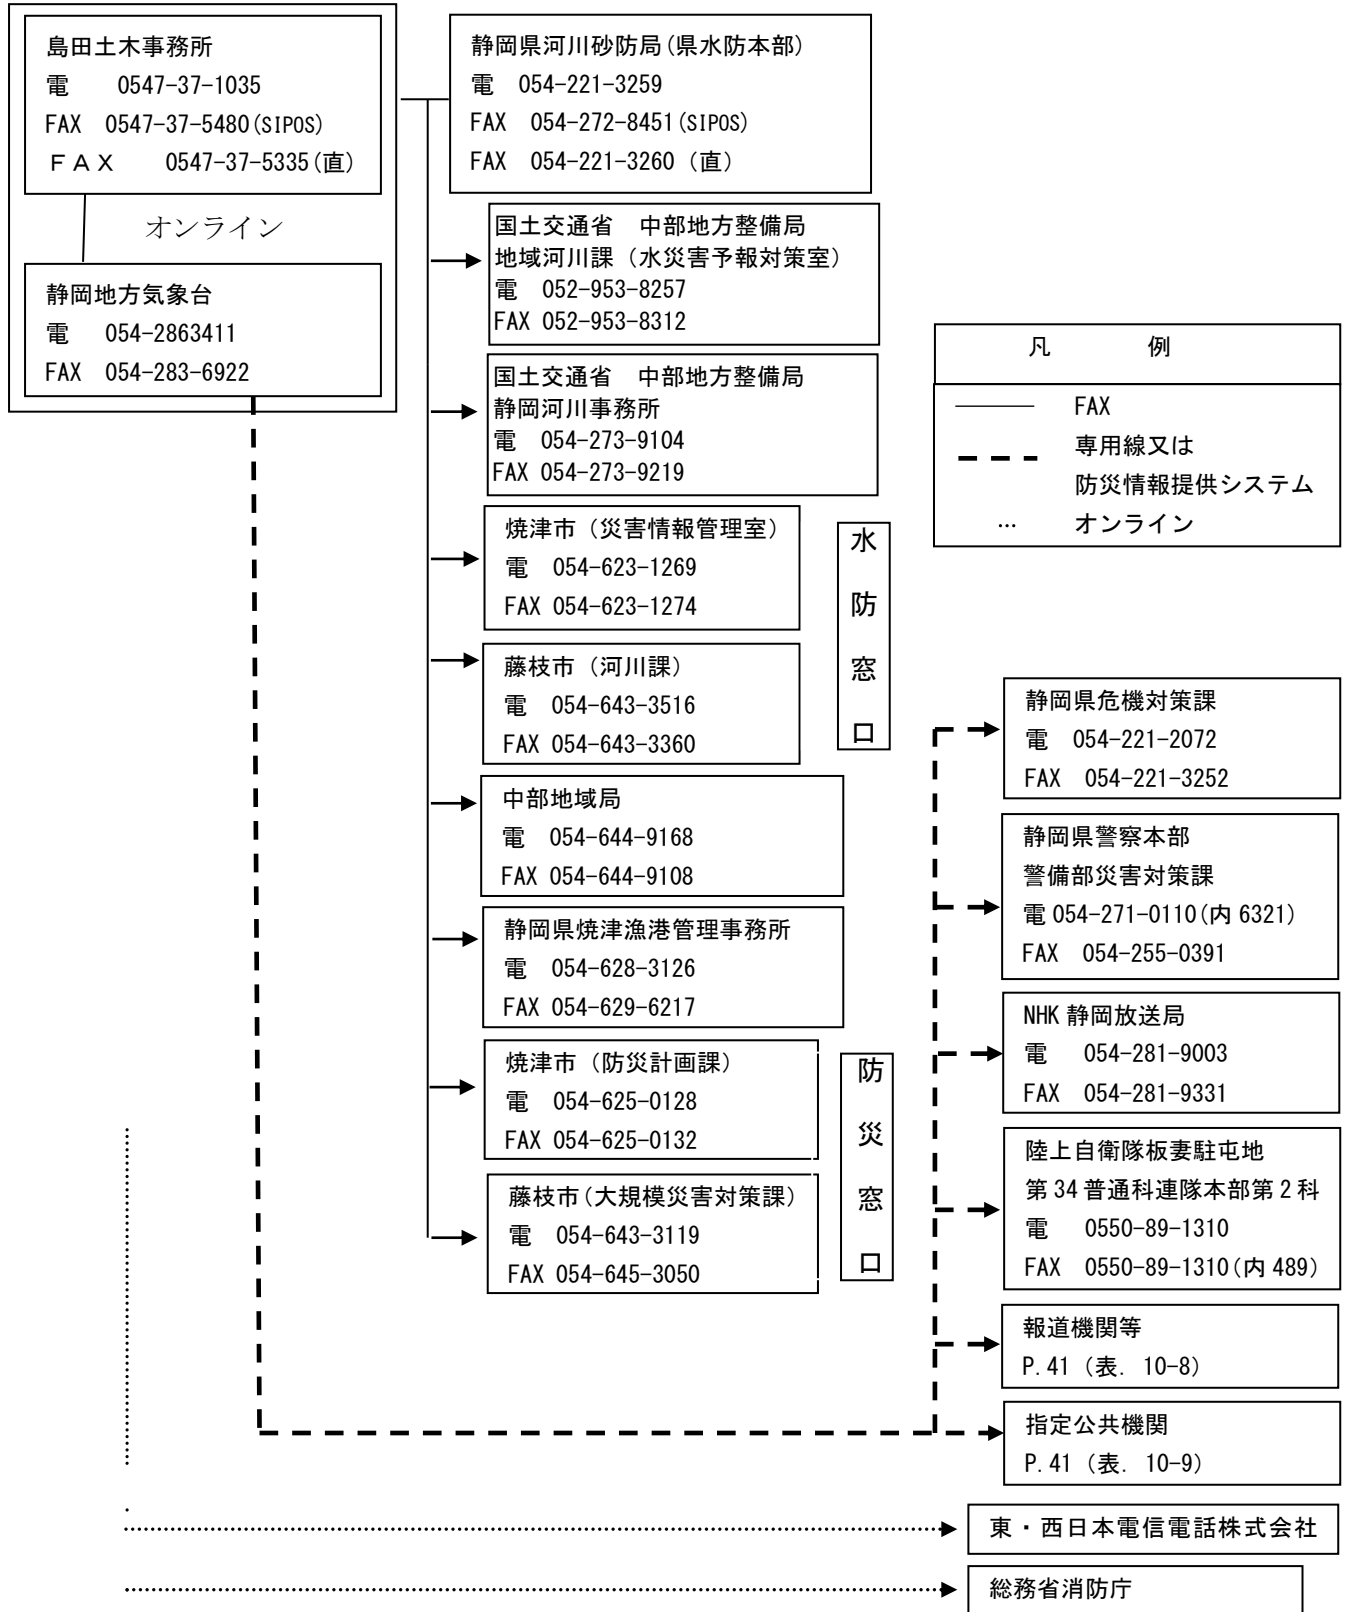 島田土木事務所
電　　0547-37-1035
FAX　0547-37-5480(SIPOS)
ＦＡＸ　　0547-37-5335(直)
オンライン
静岡地方気象台
電　 054-2863411
FAX　054-283-6922
静岡県河川砂防局(県水防本部)
電　054-221-3259
FAX　054-272-8451(SIPOS)
FAX　054-221-3260（直）
国土交通省　中部地方整備局
地域河川課（水災害予報対策室）
電　052-953-8257
FAX 052-953-8312
国土交通省　中部地方整備局
静岡河川事務所
電　054-273-9104
FAX 054-273-9219
焼津市（災害情報管理室）
電　054-623-1269
FAX 054-623-1274
藤枝市（河川課）
電　054-643-3516
FAX 054-643-3360
水防窓口
中部地域局
電　054-644-9168
FAX 054-644-9108
静岡県焼津漁港管理事務所
電　054-628-3126
FAX 054-629-6217
焼津市（防災計画課）
電　054-625-0128
FAX 054-625-0132
藤枝市(大規模災害対策課)
電　054-643-3119
FAX 054-645-3050
防災窓口
凡　　　例
FAX
専用線又は
防災情報提供システム
… オンライン
静岡県危機対策課
電　054-221-2072
FAX　054-221-3252
静岡県警察本部
警備部災害対策課
電 054-271-0110(内 6321)
FAX　054-255-0391
NHK 静岡放送局
電　 054-281-9003
FAX　054-281-9331
陸上自衛隊板妻駐屯地
第 34 普通科連隊本部第 2 科
電　 0550-89-1310
FAX　0550-89-1310(内 489)
報道機関等
P.41（表. 10-8）
指定公共機関
P.41（表. 10-9）
東・西日本電信電話株式会社
総務省消防庁